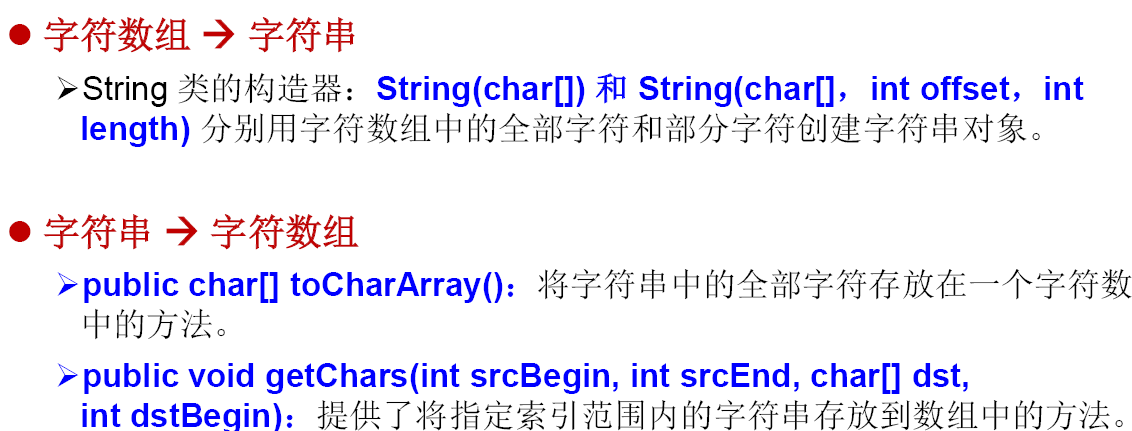 ● 字符数组 → 字符串
➢String 类的构造器：String(char[]) 和 String(char[]，int offset，int
length) 分别用字符数组中的全部字符和部分字符创建字符串对象。
● 字符串 → 字符数组
➢public char[] toCharArray()：将字符串中的全部字符存放在一个字符数
中的方法。
➢public void getChars(int srcBegin, int srcEnd, char[] dst,
int dstBegin)：提供了将指定索引范围内的字符串存放到数组中的方法。